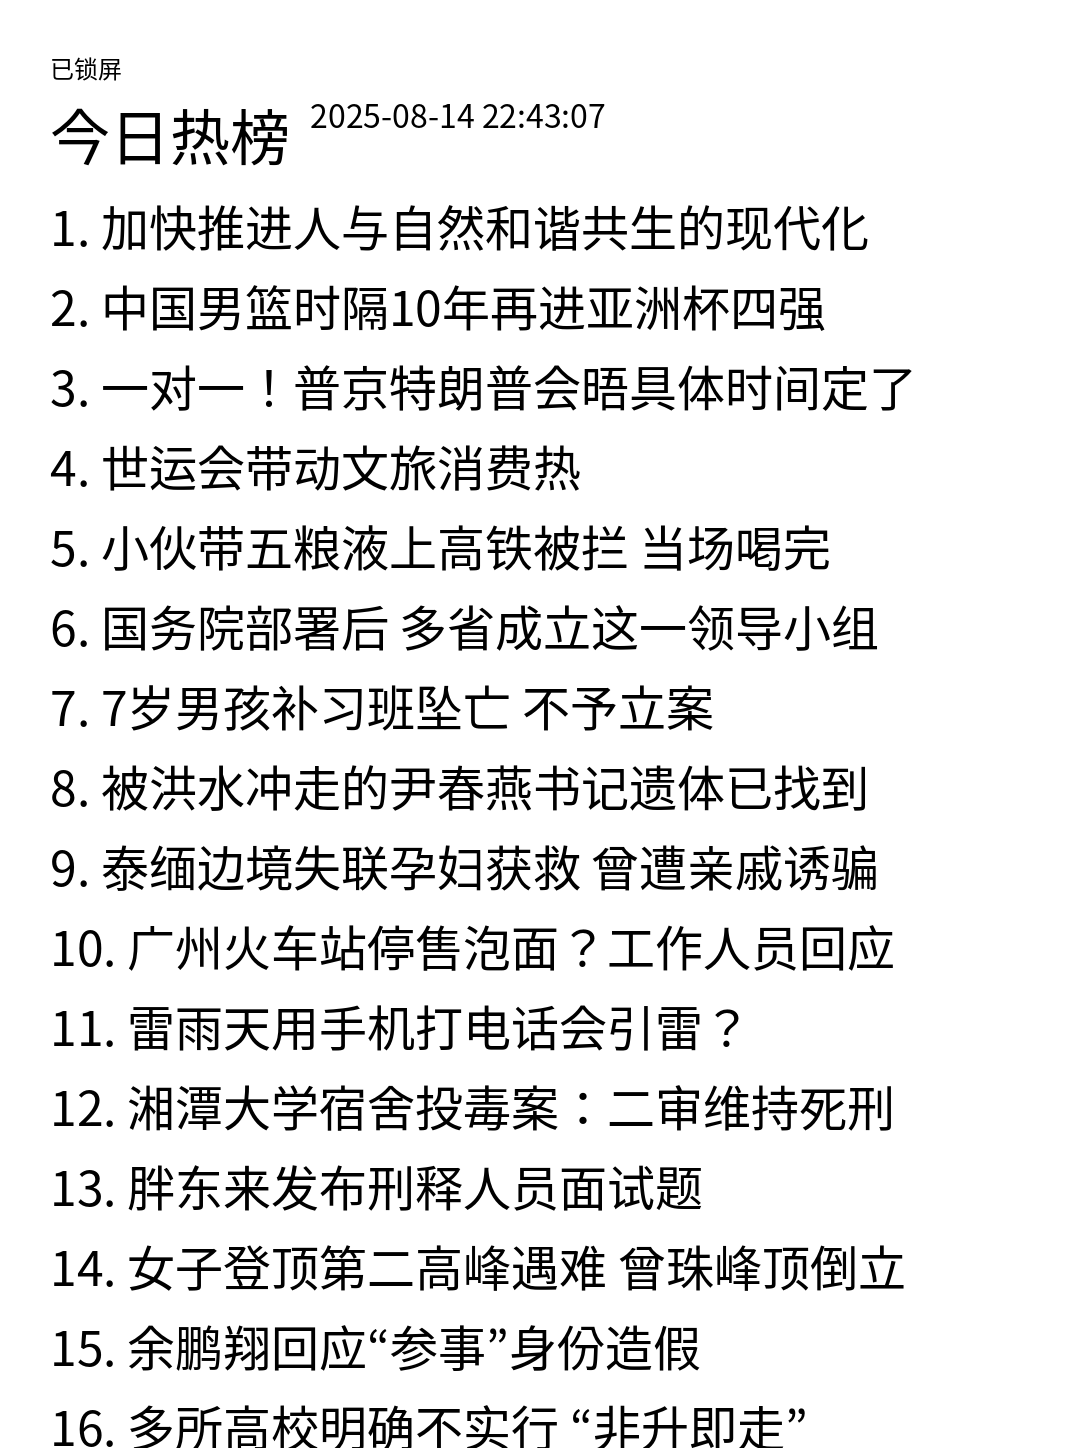 已锁屏
今日热榜 2025-08-14 22:43:07
1. 加快推进人与自然和谐共生的现代化
2. 中国男篮时隔10年再进亚洲杯四强
3. 一对一！普京特朗普会晤具体时间定了
4. 世运会带动文旅消费热
5. 小伙带五粮液上高铁被拦 当场喝完
6. 国务院部署后 多省成立这一领导小组
7. 7岁男孩补习班坠亡 不予立案
8. 被洪水冲走的尹春燕书记遗体已找到
9. 泰缅边境失联孕妇获救 曾遭亲戚诱骗
10. 广州火车站停售泡面？工作人员回应
11. 雷雨天用手机打电话会引雷？
12. 湘潭大学宿舍投毒案：二审维持死刑
13. 胖东来发布刑释人员面试题
14. 女子登顶第二高峰遇难 曾珠峰顶倒立
15. 余鹏翔回应“参事”身份造假
16. 多所高校明确不实行 “非升即走”